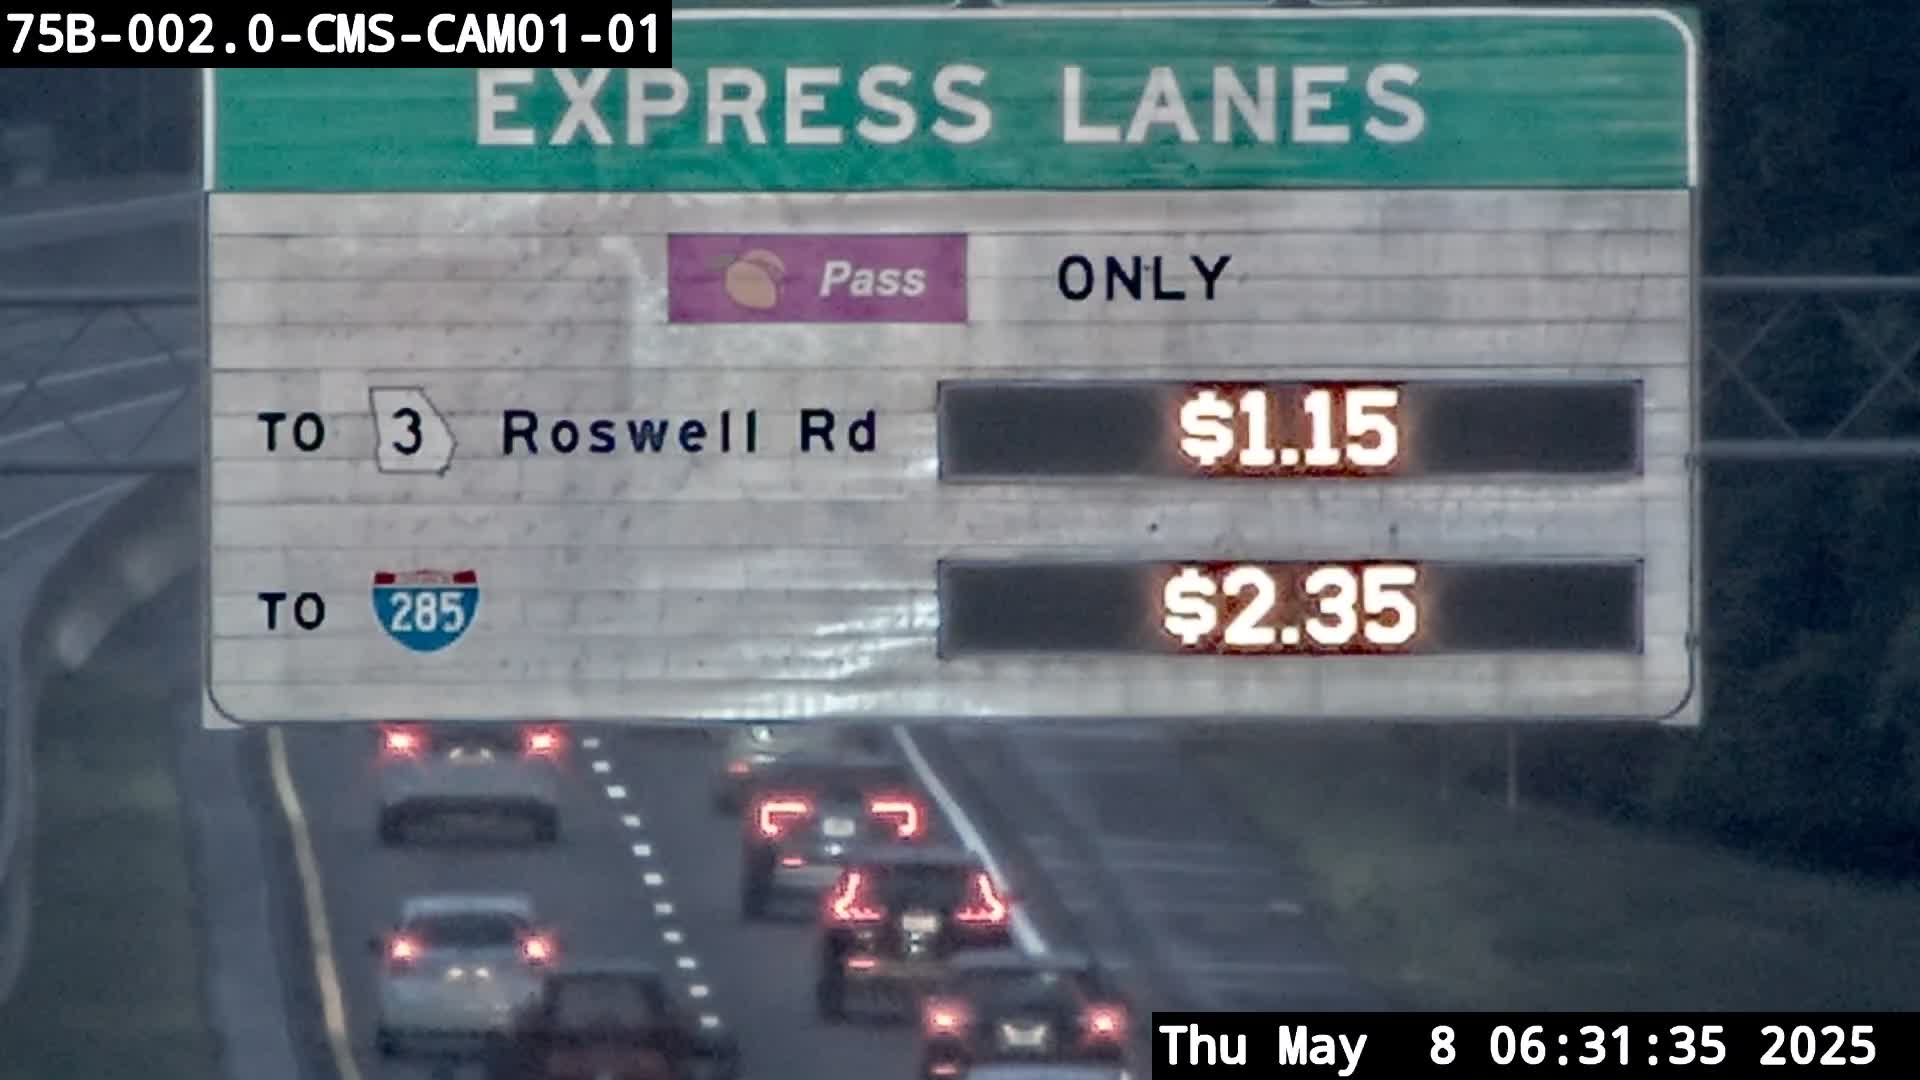 75B-002.0-CMS-CAM01-01
EXPRESS LANES
Pass ONLY
TO 3 Roswell Rd $1.15
TO 285 $2.35
Thu May 8 06:31:35 2025